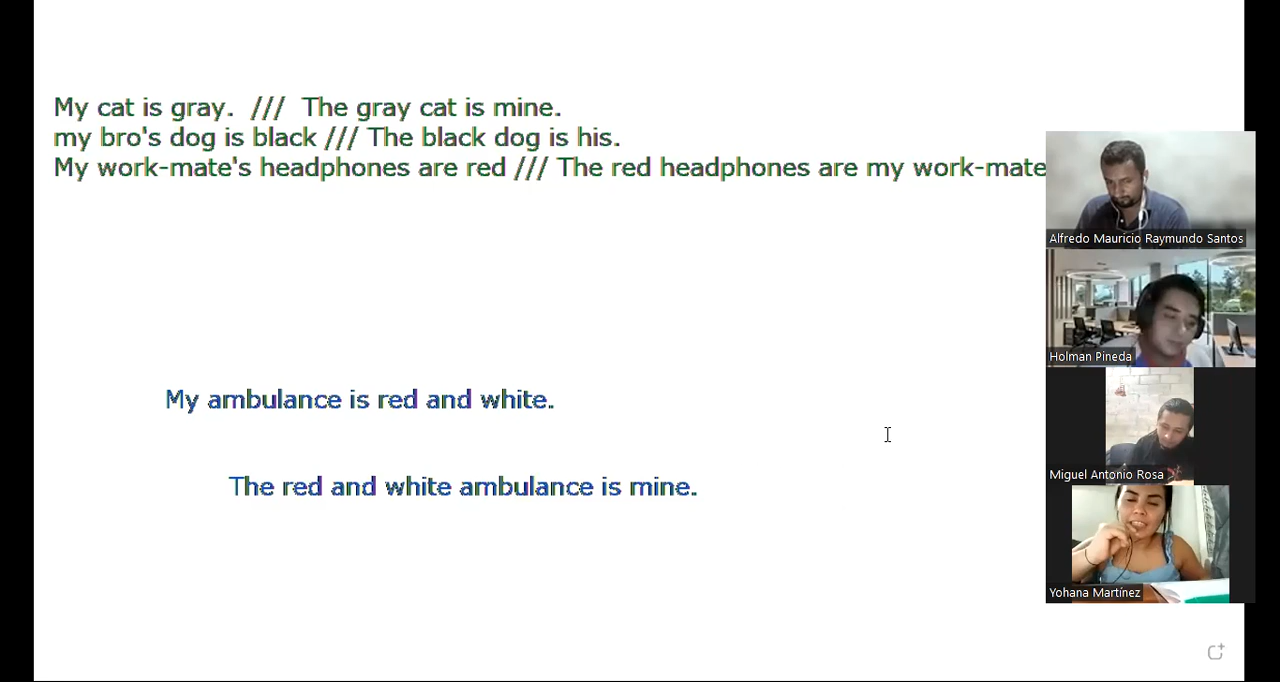 My cat is gray. /// The gray cat is mine.
my bro's dog is black /// The black dog is his.
My work-mate's headphones are red /// The red headphones are my work-mate
Alfredo Mauricio Raymundo Santos
Holman Pineda
My ambulance is red and white.
Miguel Antonio Rosa
The red and white ambulance is mine.
Yohana Martínez